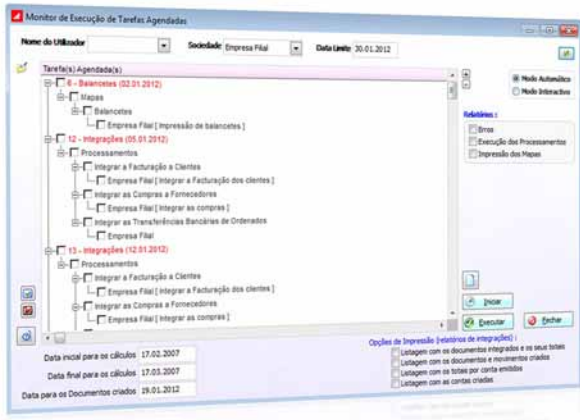 Monitor de Execução de Tarefas Agendadas
Nome do Utilizador
Sociedade Empresa Filial
Data Limite 30.01.2012
Tarefa(s) Agendada(s)
6 - Balancetes (02.01.2012)
Mapas
Balancetes
Empresa Filial [ Impressão de balancetes ]
12 - Integrações (05.01.2012)
Processamentos
Integrar a Facturação a Clientes
Empresa Filial [ Integrar a Facturação dos clientes ]
Integrar as Compras a Fornecedores
Empresa Filial [ Integrar as compras ]
Integrar as Transferências Bancárias de Ordenados
Empresa Filial
13 - Integrações (12.01.2012)
Processamentos
Integrar a Facturação a Clientes
Empresa Filial [ Integrar a Facturação dos clientes ]
Integrar as Compras a Fornecedores
Empresa Filial [ Integrar as compras ]
Modo Automático
Modo Interactivo
Relatórios :
Erros
Execução dos Processamentos
Impressão dos Mapas
Iniciar
Executar
Fechar
Data inicial para os cálculos 17.02.2007
Data final para os cálculos 17.03.2007
Data para os Documentos criados 19.01.2012
Opções de Impressão (relatórios de integrações) :
Listagem com os documentos integrados e os seus totais
Listagem com os documentos e movimentos criados
Listagem com os totais por conta emitidos
Listagem com as contas criadas